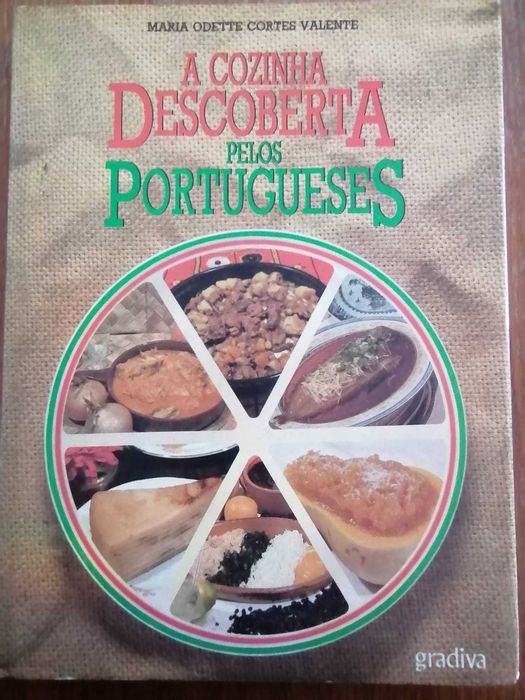 MARIA ODETTE CORTES VALENTE
A COZINHA
DESCOBERTA
PELOS
PORTUGUESES
gradiva